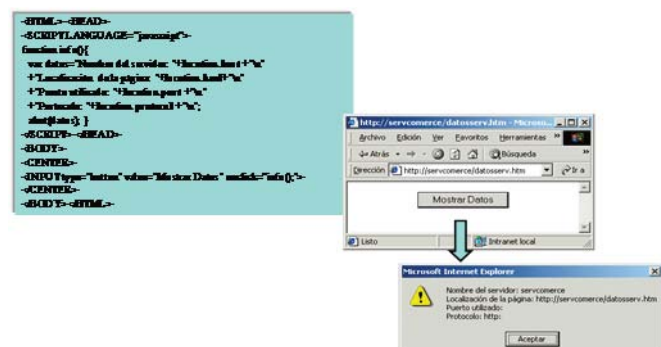 <HTML><HEAD>
<SCRIPT LANGUAGE="javascript">
function info(){
var datos="Nombre del servidor: "+location.host+"\n"
+"Localización de la página: "+location.href+"\n"
+"Puerto utilizado: "+location.port+"\n"
+"Protocolo: "+location.protocol+"\n";
alert(datos); }
</SCRIPT></HEAD>
<BODY>
<CENTER>
<INPUT type="button" value="Mostrar Datos" onclick="info();">
</CENTER>
</BODY></HTML>
http://servcomerce/datosserv.htm - Microso...
Archivo Edición Ver Favoritos Herramientas »
Atrás Búsqueda »
Dirección http://servcomerce/datosserv.htm Ir a
Mostrar Datos
Listo Intranet local
Microsoft Internet Explorer
Nombre del servidor: servcomerce
Localización de la página: http://servcomerce/datosserv.htm
Puerto utilizado:
Protocolo: http:
Aceptar